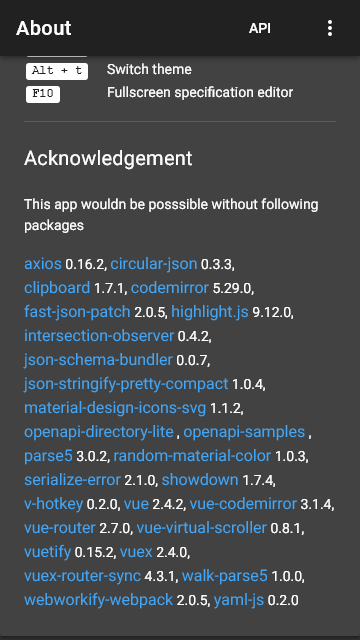 About API
Alt + t Switch theme
F10 Fullscreen specification editor
Acknowledgement
This app wouldn be posssible without following
packages
axios 0.16.2, circular-json 0.3.3,
clipboard 1.7.1, codemirror 5.29.0,
fast-json-patch 2.0.5, highlight.js 9.12.0,
intersection-observer 0.4.2,
json-schema-bundler 0.0.7,
json-stringify-pretty-compact 1.0.4,
material-design-icons-svg 1.1.2,
openapi-directory-lite , openapi-samples ,
parse5 3.0.2, random-material-color 1.0.3,
serialize-error 2.1.0, showdown 1.7.4,
v-hotkey 0.2.0, vue 2.4.2, vue-codemirror 3.1.4,
vue-router 2.7.0, vue-virtual-scroller 0.8.1,
vuetify 0.15.2, vuex 2.4.0,
vuex-router-sync 4.3.1, walk-parse5 1.0.0,
webworkify-webpack 2.0.5, yaml-js 0.2.0